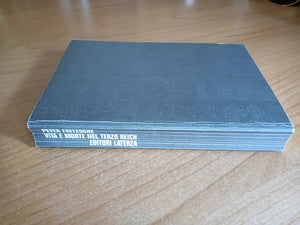 PETER FRITZSCHE
VITA E MORTE NEL TERZO REICH
EDITORI LATERZA